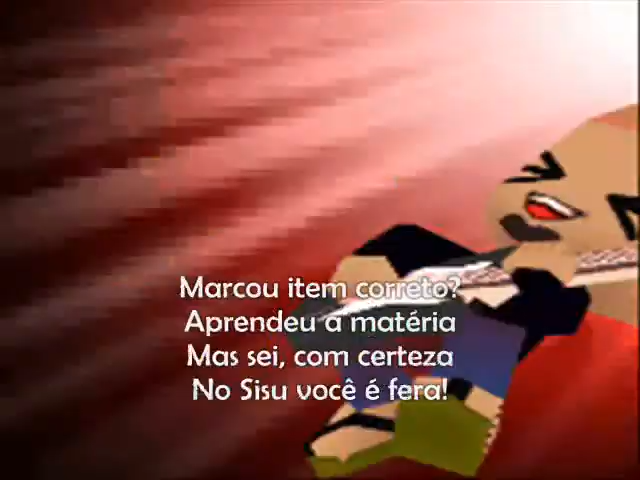 Marcou item correto?
Aprendeu a matéria
Mas sei, com certeza
No Sisu você é fera!